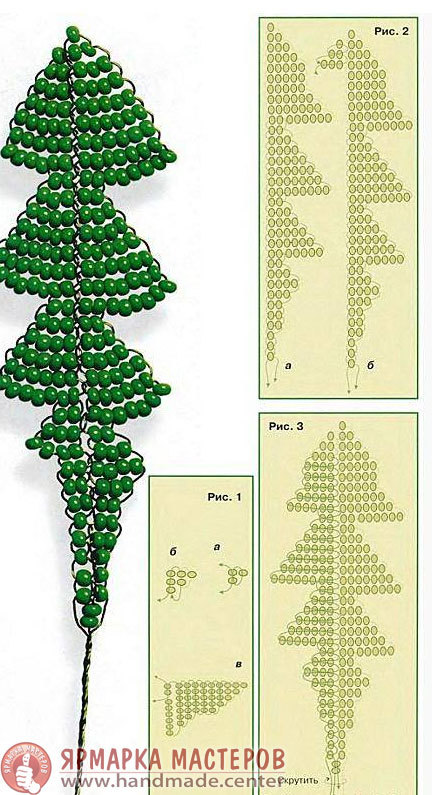 Рис. 2
а
б
Рис. 3
Рис. 1
б
а
в
Скрутить
ЯРМАРКА МАСТЕРОВ
www.handmade.center